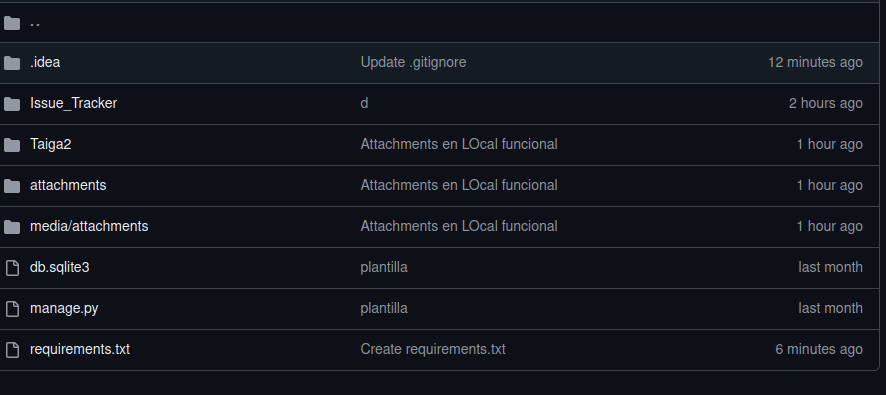 ..
.idea Update .gitignore 12 minutes ago
Issue_Tracker d 2 hours ago
Taiga2 Attachments en LOcal funcional 1 hour ago
attachments Attachments en LOcal funcional 1 hour ago
media/attachments Attachments en LOcal funcional 1 hour ago
db.sqlite3 plantilla last month
manage.py plantilla last month
requirements.txt Create requirements.txt 6 minutes ago